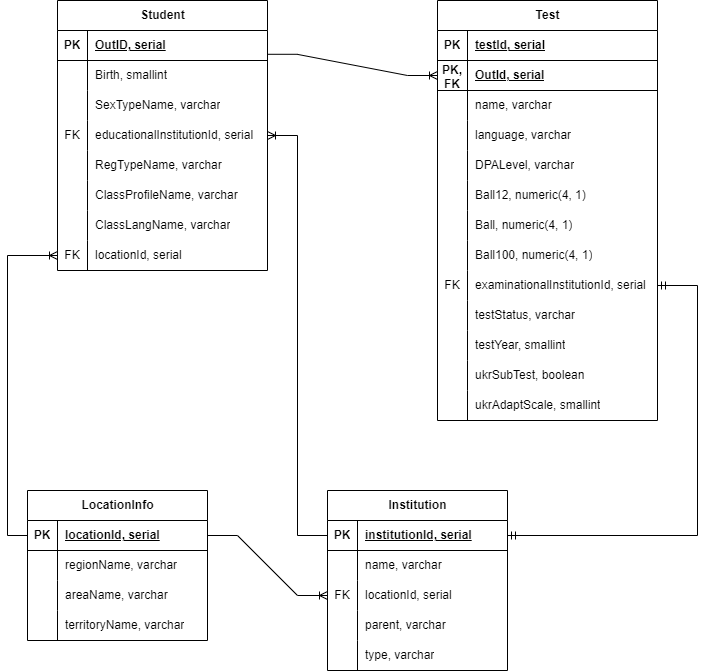 Student
PK OutID, serial
Birth, smallint
SexTypeName, varchar
FK educationalInstitutionId, serial
RegTypeName, varchar
ClassProfileName, varchar
ClassLangName, varchar
FK locationId, serial
Test
PK testId, serial
PK, FK OutId, serial
name, varchar
language, varchar
DPALevel, varchar
Ball12, numeric(4, 1)
Ball, numeric(4, 1)
Ball100, numeric(4, 1)
FK examinationalInstitutionId, serial
testStatus, varchar
testYear, smallint
ukrSubTest, boolean
ukrAdaptScale, smallint
LocationInfo
PK locationId, serial
regionName, varchar
areaName, varchar
territoryName, varchar
Institution
PK institutionId, serial
name, varchar
FK locationId, serial
parent, varchar
type, varchar